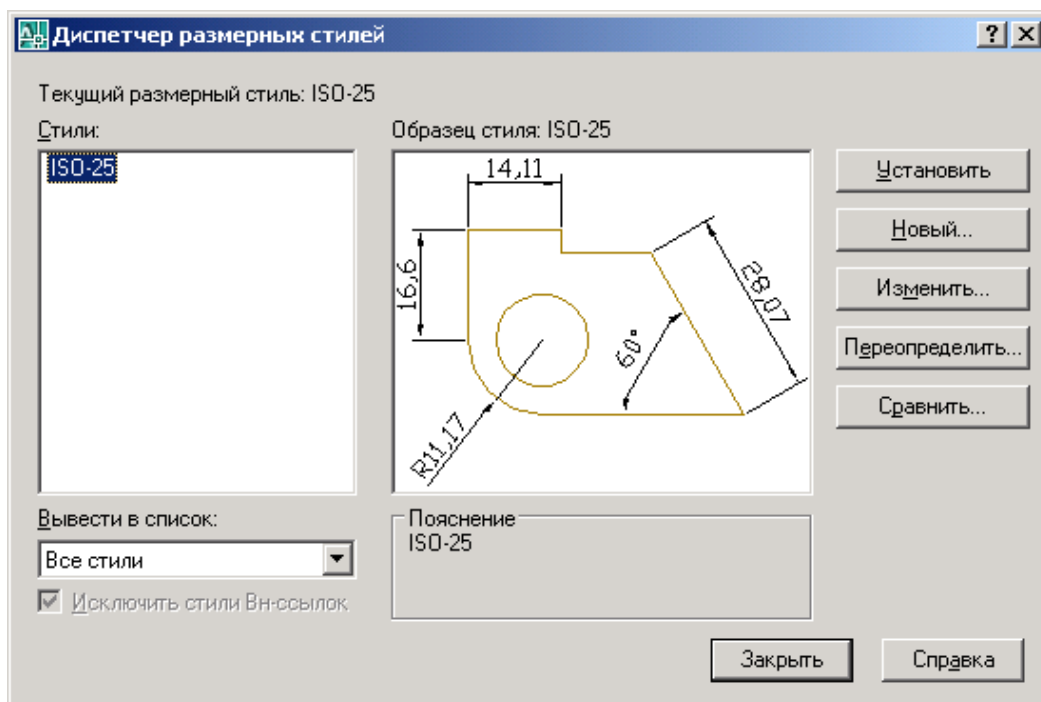 Диспетчер размерных стилей
Текущий размерный стиль: ISO-25
Стили:
ISO-25
Образец стиля: ISO-25
14,11
16,6
28,07
60°
R11,17
Установить
Новый...
Изменить...
Переопределить...
Сравнить...
Вывести в список:
Все стили
Исключить стили Вн-ссылок
Пояснение
ISO-25
Закрыть
Справка